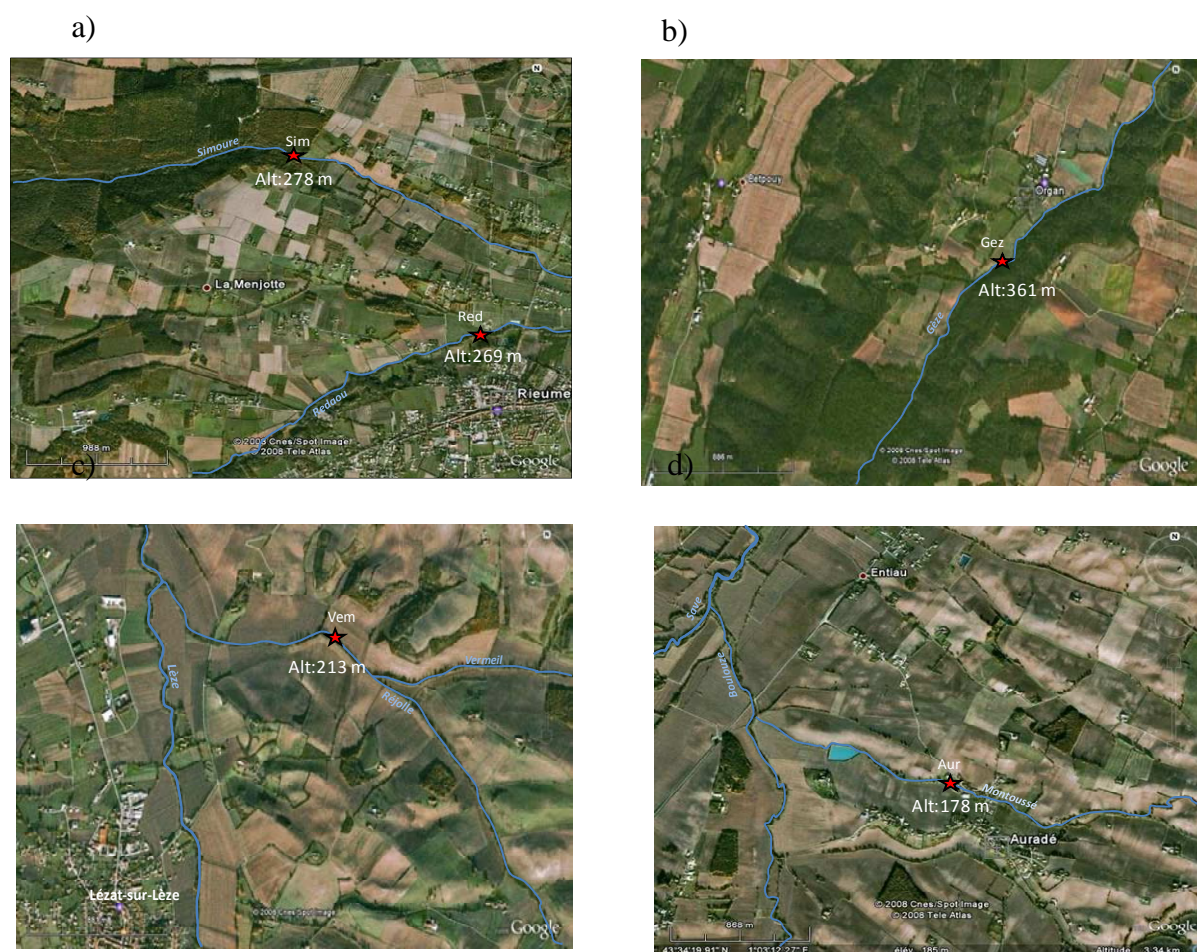 a)
Simoure
Sim
Alt:278 m
La Menjotte
Red
Alt:269 m
Redaou
Rieume
988 m
© 2008 Cnes/Spot Image
© 2008 Tele Atlas
Google
b)
N
Betpouy
Organ
Gez
Alt:361 m
Gèze
886 m
© 2008 Cnes/Spot Image
© 2008 Tele Atlas
Google
c)
N
Vem
Alt:213 m
Vermeil
Lèze
Réjolle
Lézat-sur-Lèze
© 2008 Cnes/Spot Image
Google
d)
N
Entiau
Save
Boulouze
Aur
Montoussé
Alt:178 m
Auradé
868 m
© 2008 Cnes/Spot Image
© 2008 Tele Atlas
Google
43°34'19.91" N 1°03'12.27" E élév. 185 m Altitude 3.34 km